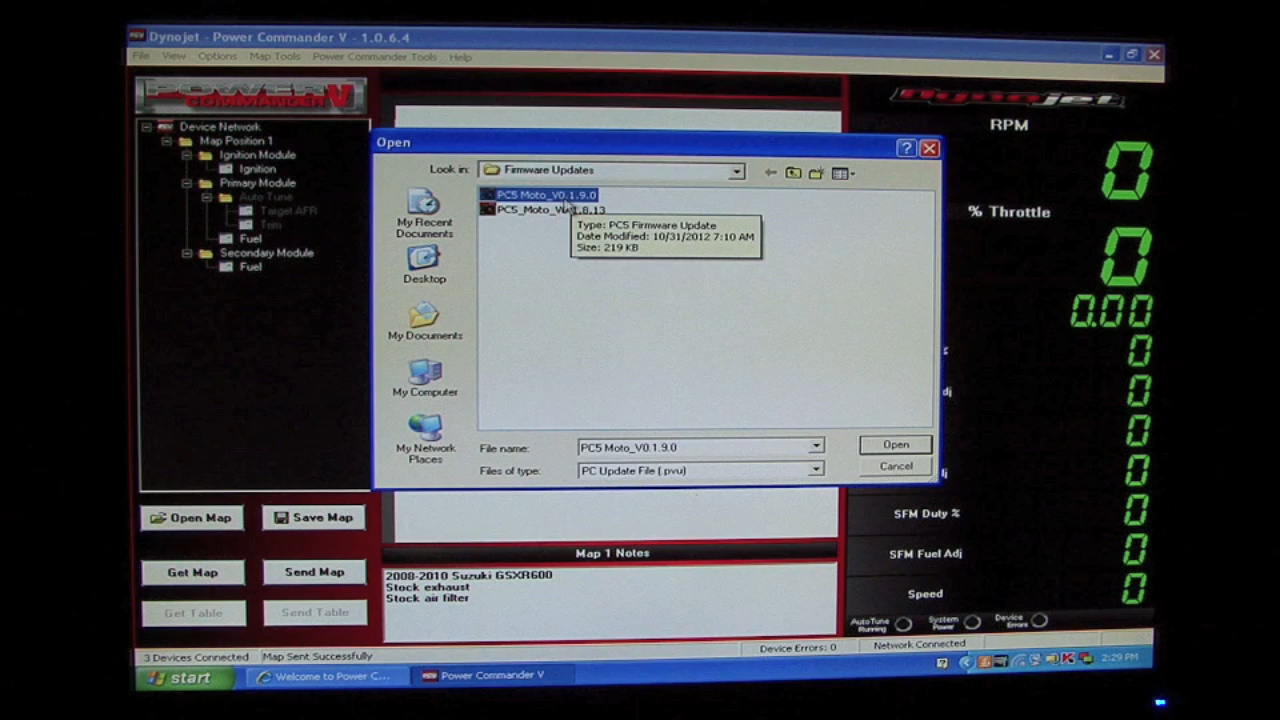 Dynojet - Power Commander V - 1.0.6.4
File View Options Map Tools Power Commander Tools Help
POWER COMMANDER V
Device Network
Map Position 1
Ignition Module
Ignition
Primary Module
Auto Tune
Target AFR
Trim
Fuel
Secondary Module
Fuel
Open Map
Save Map
Get Map
Send Map
Get Table
Send Table
Open
Look in: Firmware Updates
PC5 Moto_V0.1.9.0
PC5_Moto_V 1.8.13
Type: PC5 Firmware Update
Date Modified: 10/31/2012 7:10 AM
Size: 219 KB
My Recent Documents
Desktop
My Documents
My Computer
My Network Places
File name: PC5 Moto_V0.1.9.0
Open
Files of type: PC Update File (.pvu)
Cancel
Map 1 Notes
2008-2010 Suzuki GSXR600
Stock exhaust
Stock air filter
dynojet
RPM
0
% Throttle
0
0.00
0
0
0
0
SFM Duty %
0
SFM Fuel Adj
0
Speed
0
AutoTune Running
System Power
Device Errors
3 Devices Connected
Map Sent Successfully
Device Errors: 0
Network Connected
start
Welcome to Power C...
Power Commander V
2:29 PM